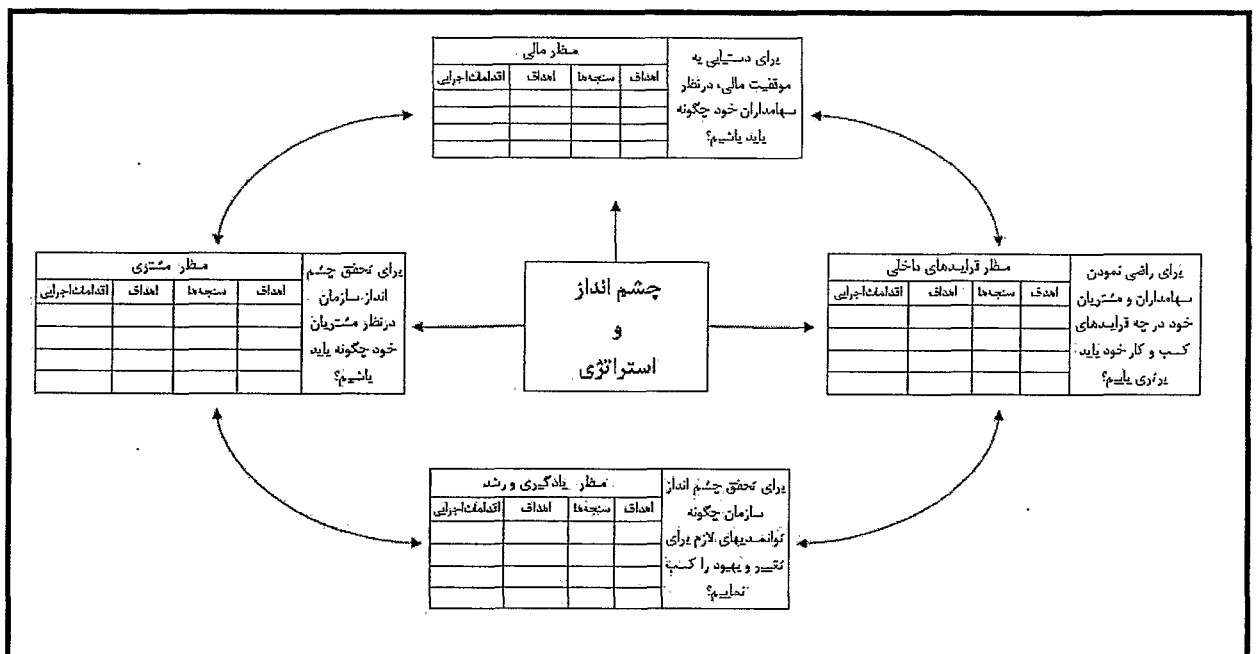 منظر مالی
اهداف سنجه‌ها اهداف اقدامات اجرایی
برای دستیابی به
موفقیت مالی، درنظر
سهامداران خود چگونه
باید باشیم؟
منظر مشتری
اهداف سنجه‌ها اهداف اقدامات اجرایی
برای تحقق چشم
انداز سازمان
درنظر مشتریان
خود چگونه باید
باشیم؟
چشم انداز
و
استراتژی
منظر فرایندهای داخلی
اهداف سنجه‌ها اهداف اقدامات اجرایی
برای راضی نمودن
سهامداران و مشتریان
خود در چه فرایندهای
کسب و کار خود باید
برتری یابیم؟
منظر یادگیری و رشد
اهداف سنجه‌ها اهداف اقدامات اجرایی
برای تحقق چشم انداز
سازمان چگونه
توانمندیهای لازم برای
تغییر و بهبود را کسب
نماییم؟